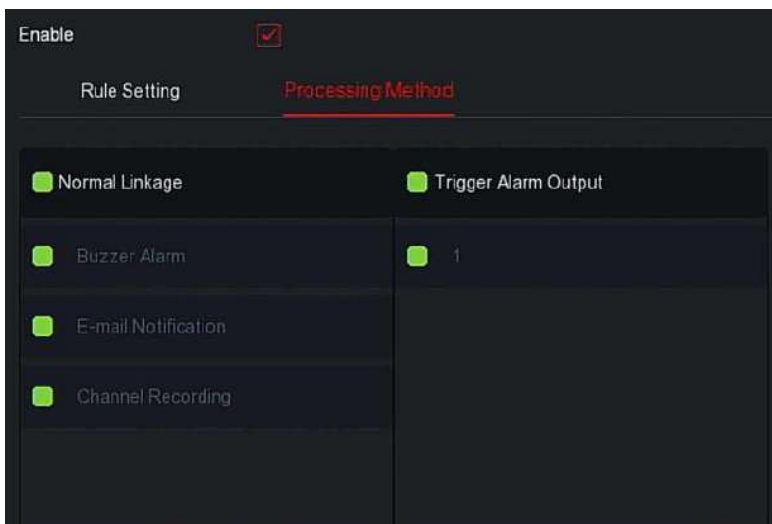 Enable
Rule Setting Processing Method
Normal Linkage Trigger Alarm Output
Buzzer Alarm 1
E-mail Notification
Channel Recording